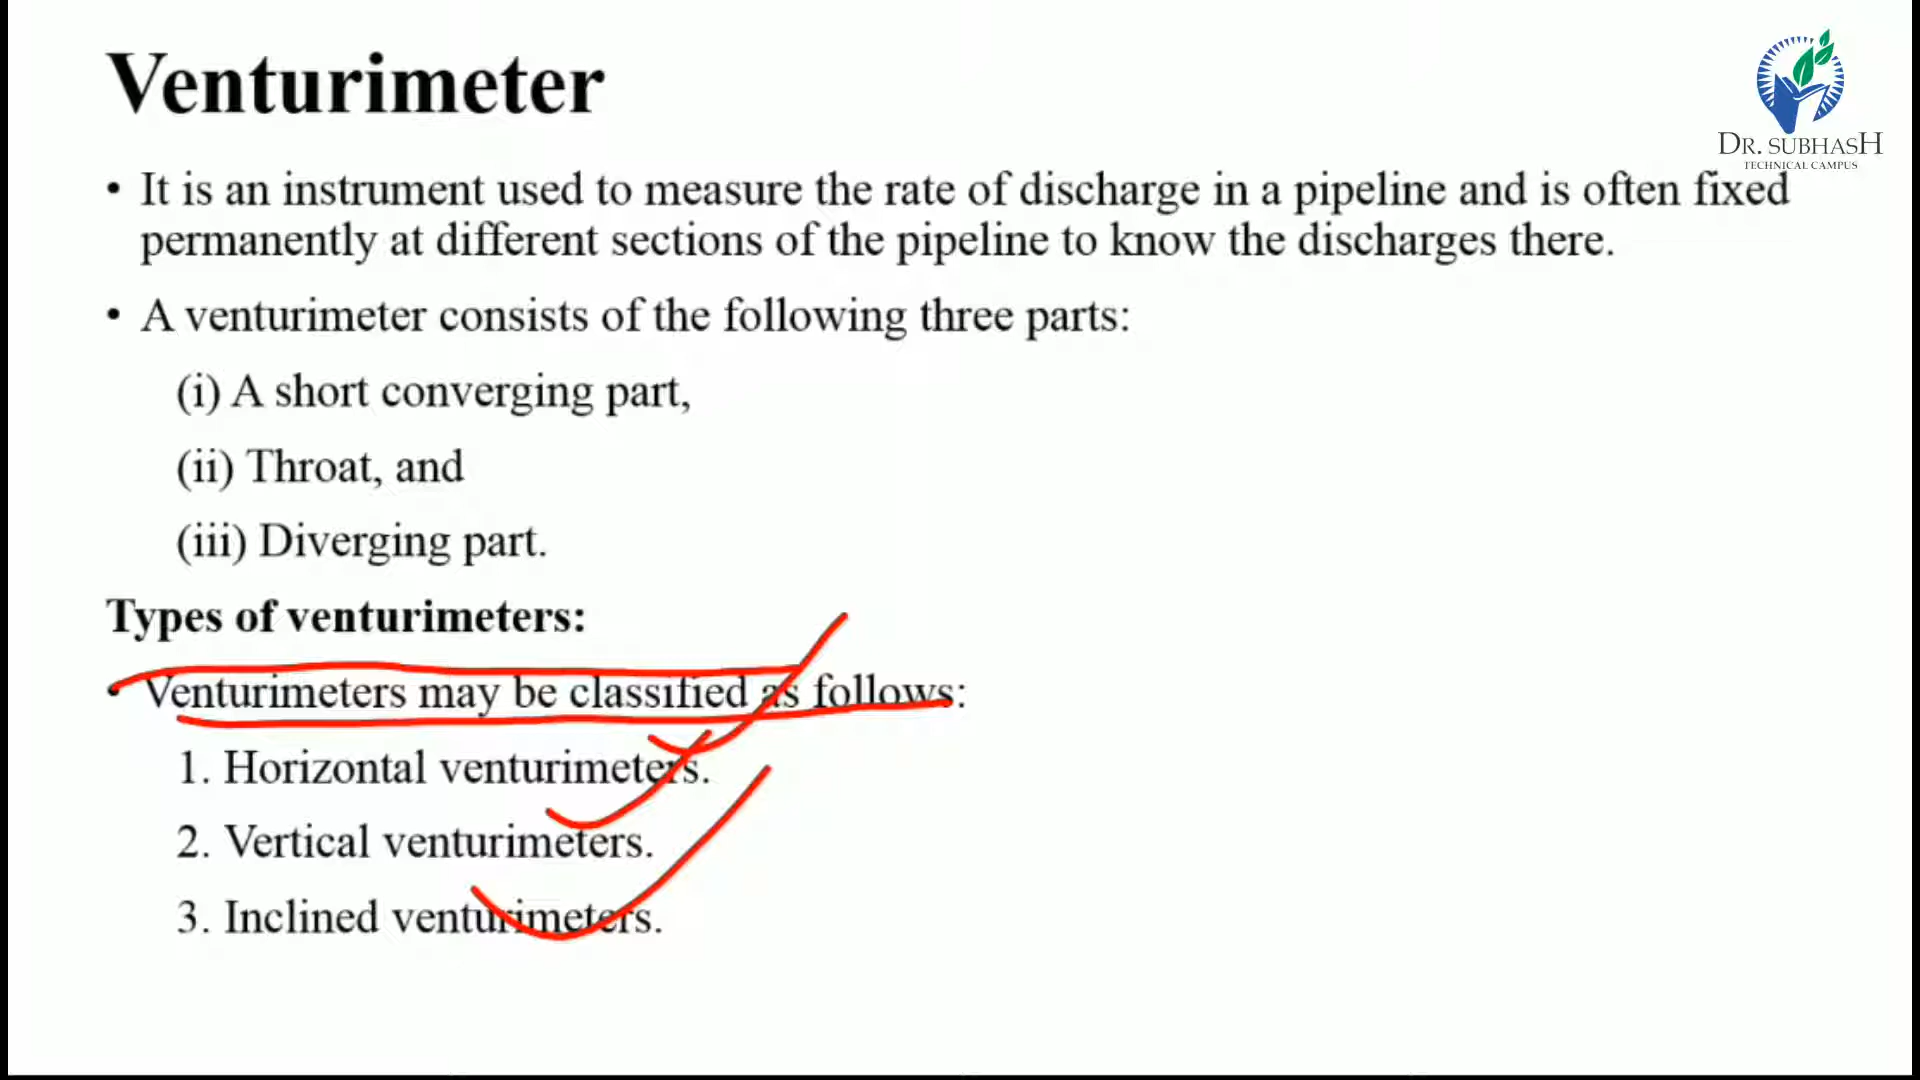 Venturimeter
DR. SUBHASH
TECHNICAL CAMPUS
• It is an instrument used to measure the rate of discharge in a pipeline and is often fixed
permanently at different sections of the pipeline to know the discharges there.
• A venturimeter consists of the following three parts:
(i) A short converging part,
(ii) Throat, and
(iii) Diverging part.
Types of venturimeters:
• Venturimeters may be classified as follows:
1. Horizontal venturimeters.
2. Vertical venturimeters.
3. Inclined venturimeters.